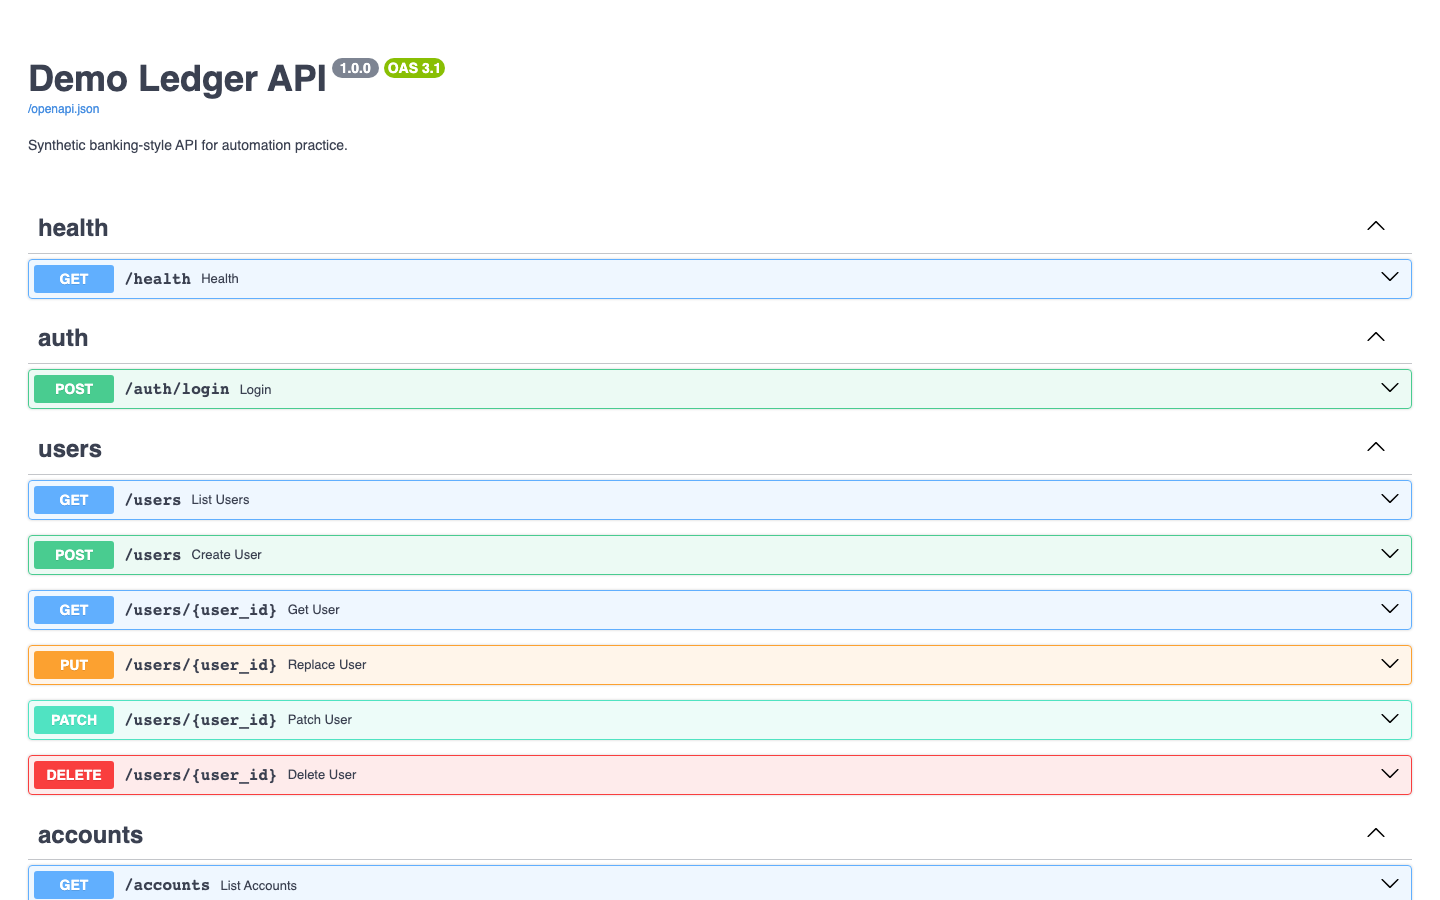 Demo Ledger API 1.0.0 OAS 3.1
/openapi.json
Synthetic banking-style API for automation practice.
health
GET /health Health
auth
POST /auth/login Login
users
GET /users List Users
POST /users Create User
GET /users/{user_id} Get User
PUT /users/{user_id} Replace User
PATCH /users/{user_id} Patch User
DELETE /users/{user_id} Delete User
accounts
GET /accounts List Accounts